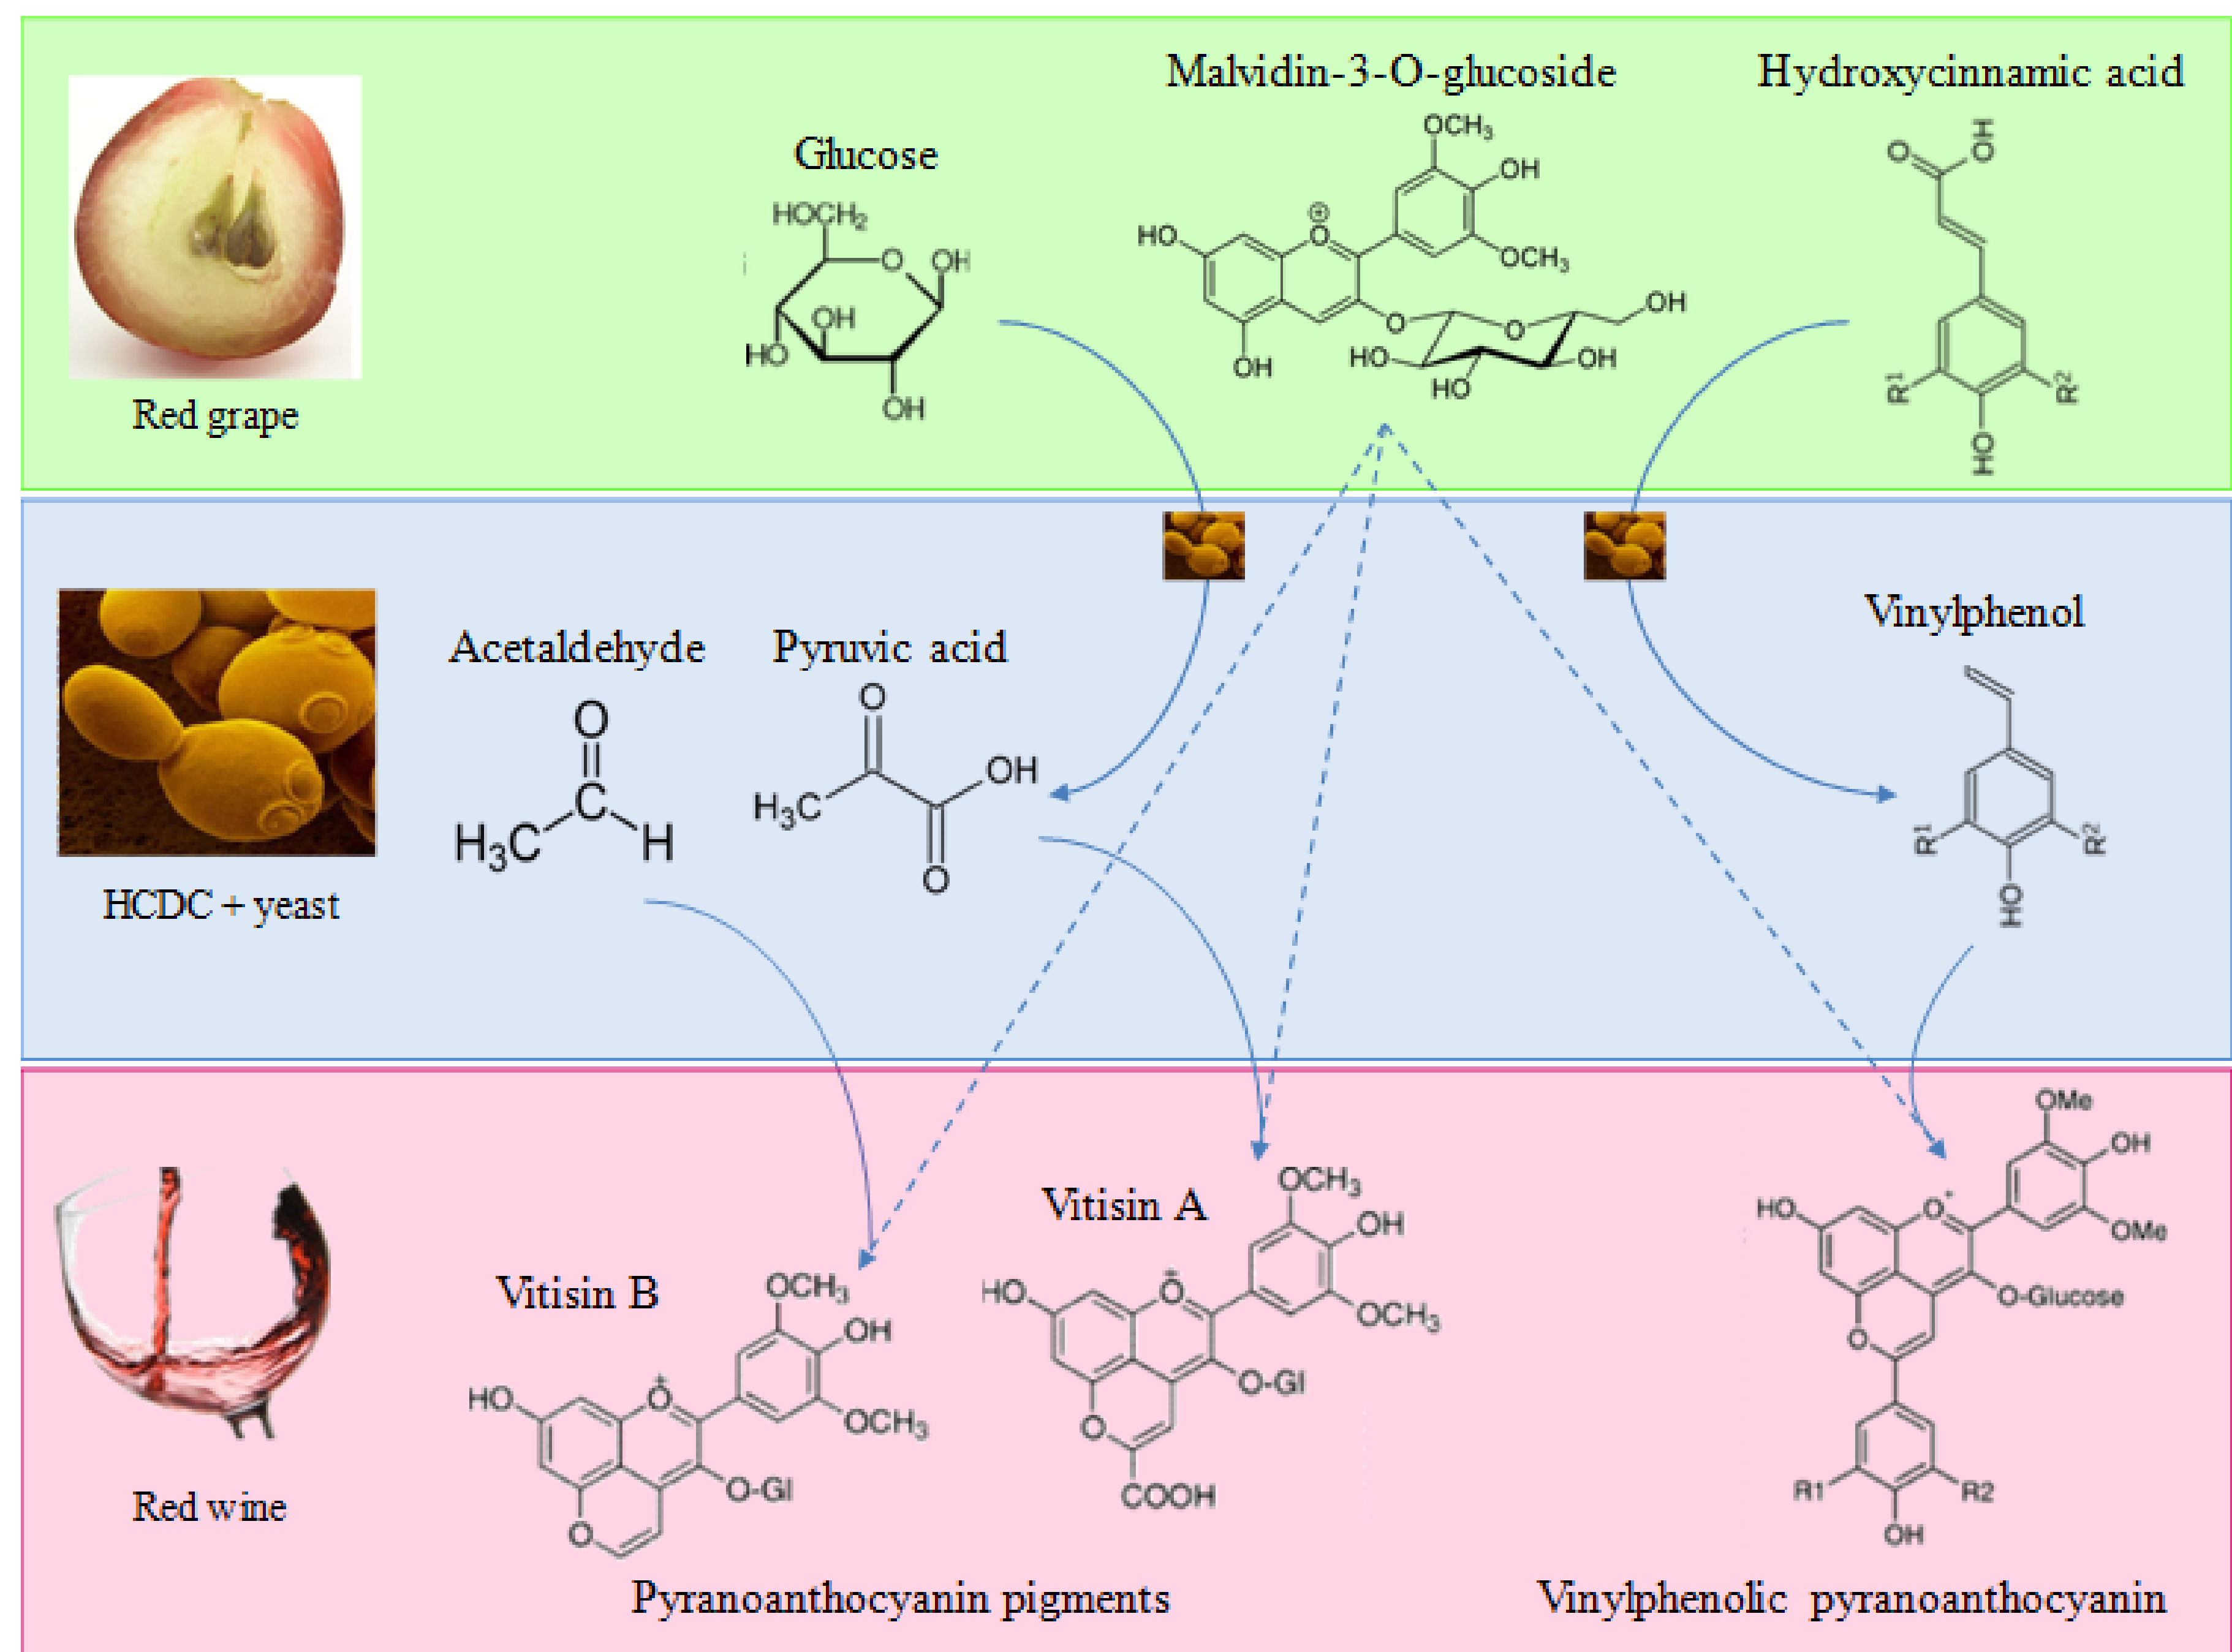 Malvidin-3-O-glucoside
Hydroxycinnamic acid
Glucose
HOCH₂
O
OH
OH
HO
OH
OCH₃
OH
HO
O
⊕
OCH₃
OH
O
O
OH
HO
HO
OH
O
OH
R¹
R²
HO
Red grape
Acetaldehyde
Pyruvic acid
Vinylphenol
O
C
H₃C
H
O
OH
H₃C
O
R¹
R²
HO
HCDC + yeast
Vitisin B
OCH₃
OH
HO
O
+
OCH₃
O-Gl
O
Vitisin A
OCH₃
OH
HO
O
+
OCH₃
O-Gl
O
COOH
OMe
OH
HO
O⁺
OMe
O-Glucose
O
R1
R2
OH
Red wine
Pyranoanthocyanin pigments
Vinylphenolic pyranoanthocyanin